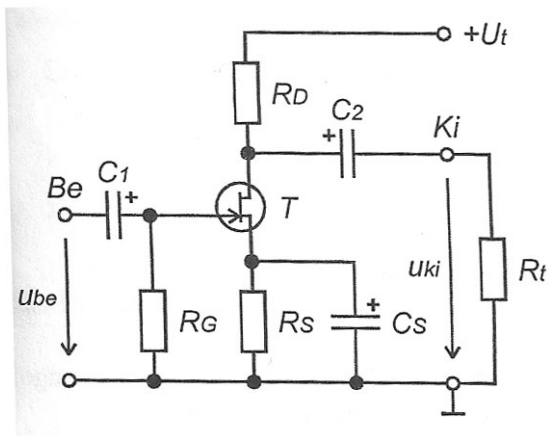 +Ut
RD
C2
+
Ki
C1
+
Be
T
uki
Rt
ube
RG
RS
+
CS